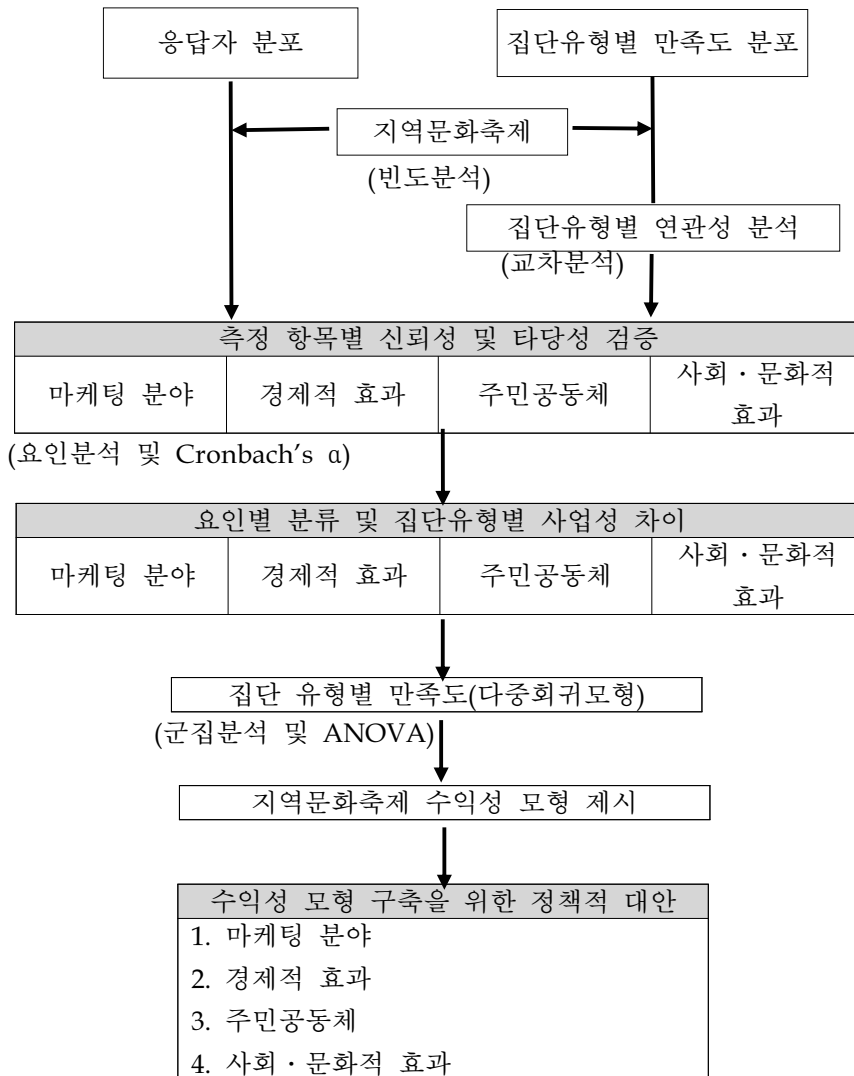 응답자 분포
집단유형별 만족도 분포
지역문화축제
(빈도분석)
집단유형별 연관성 분석
(교차분석)
측정 항목별 신뢰성 및 타당성 검증
마케팅 분야
경제적 효과
주민공동체
사회·문화적
효과
(요인분석 및 Cronbach's α)
요인별 분류 및 집단유형별 사업성 차이
마케팅 분야
경제적 효과
주민공동체
사회·문화적
효과
집단 유형별 만족도(다중회귀모형)
(군집분석 및 ANOVA)
지역문화축제 수익성 모형 제시
수익성 모형 구축을 위한 정책적 대안
1. 마케팅 분야
2. 경제적 효과
3. 주민공동체
4. 사회·문화적 효과